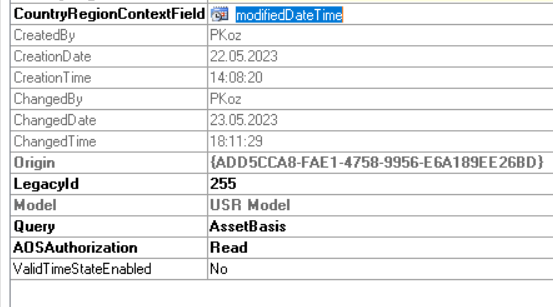 CountryRegionContextField modifiedDateTime
CreatedBy PKoz
CreationDate 22.05.2023
CreationTime 14:08:20
ChangedBy PKoz
ChangedDate 23.05.2023
ChangedTime 18:11:29
Origin {ADD5CCA8-FAE1-4758-9956-E6A189EE26BD}
LegacyId 255
Model USR Model
Query AssetBasis
AOSAuthorization Read
ValidTimeStateEnabled No